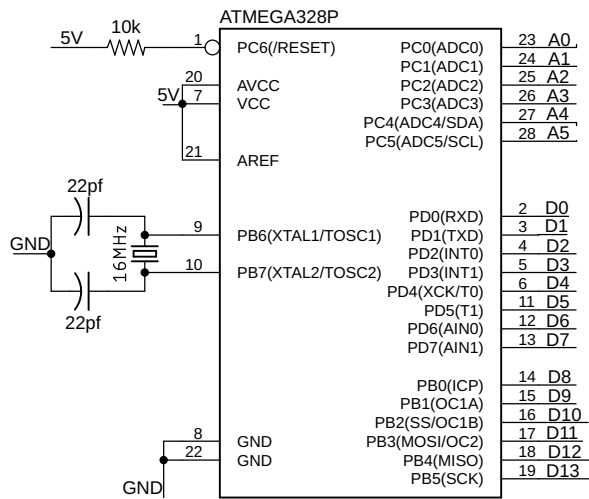 ATMEGA328P
10k
5V 1 PC6(/RESET) PC0(ADC0) 23 A0
PC1(ADC1) 24 A1
20 AVCC PC2(ADC2) 25 A2
5V 7 VCC PC3(ADC3) 26 A3
PC4(ADC4/SDA) 27 A4
PC5(ADC5/SCL) 28 A5
21 AREF
22pf
PD0(RXD) 2 D0
9 PB6(XTAL1/TOSC1) PD1(TXD) 3 D1
GND 16MHz PD2(INT0) 4 D2
10 PB7(XTAL2/TOSC2) PD3(INT1) 5 D3
PD4(XCK/T0) 6 D4
PD5(T1) 11 D5
22pf PD6(AIN0) 12 D6
PD7(AIN1) 13 D7
PB0(ICP) 14 D8
PB1(OC1A) 15 D9
PB2(SS/OC1B) 16 D10
8 GND PB3(MOSI/OC2) 17 D11
22 GND PB4(MISO) 18 D12
PB5(SCK) 19 D13
GND